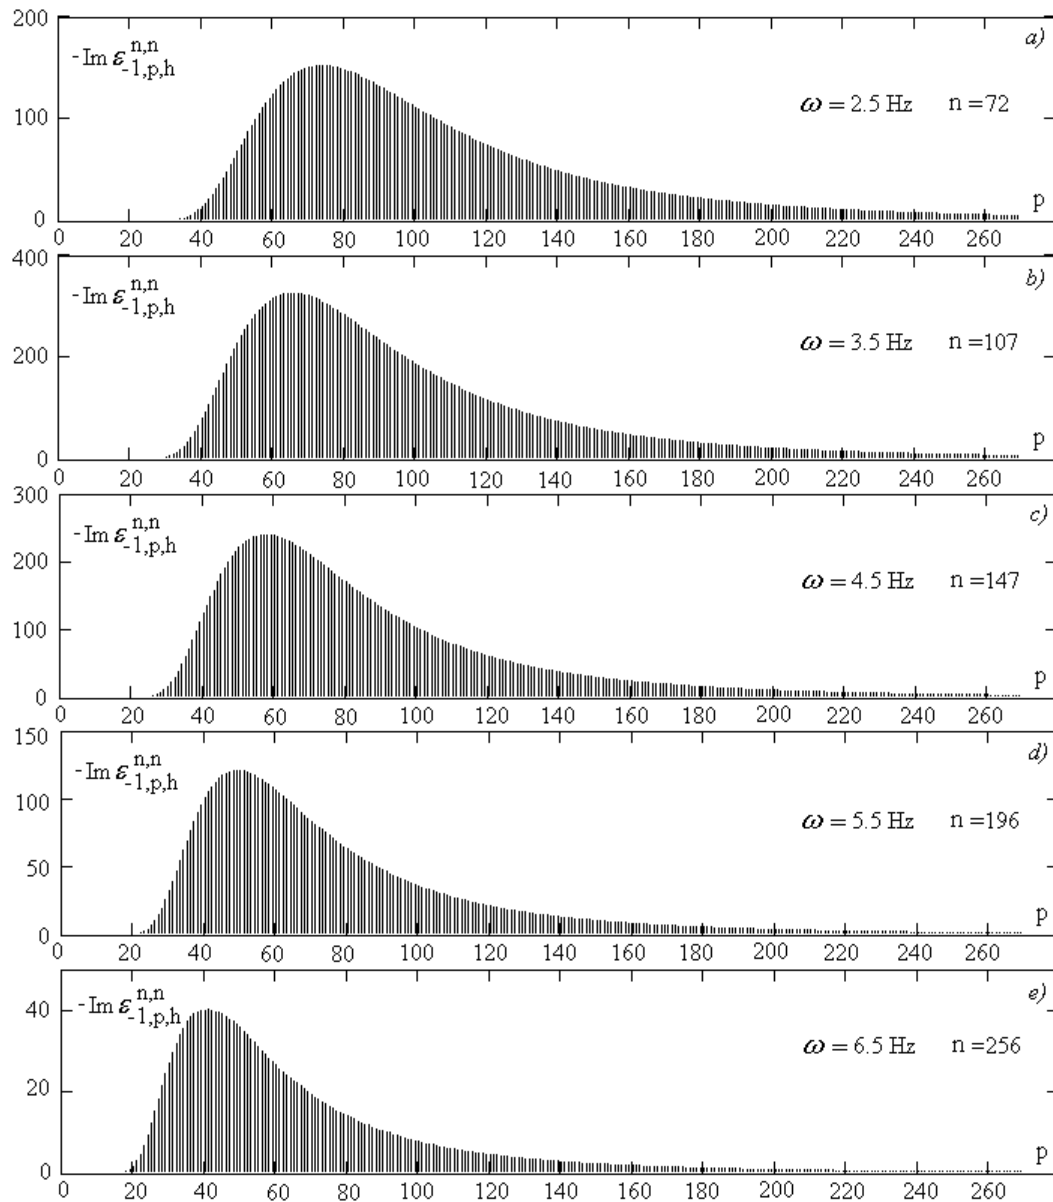 200
a)
-Im ε n,n -1,p,h
ω = 2.5 Hz n =72
100
0
p
0 20 40 60 80 100 120 140 160 180 200 220 240 260
400
b)
-Im ε n,n -1,p,h
ω = 3.5 Hz n =107
200
0
p
0 20 40 60 80 100 120 140 160 180 200 220 240 260
300
c)
-Im ε n,n -1,p,h
200
ω = 4.5 Hz n =147
100
0
p
0 20 40 60 80 100 120 140 160 180 200 220 240 260
150
d)
-Im ε n,n -1,p,h
100
ω = 5.5 Hz n =196
50
0
p
0 20 40 60 80 100 120 140 160 180 200 220 240 260
e)
-Im ε n,n -1,p,h
40
ω = 6.5 Hz n =256
20
0
p
0 20 40 60 80 100 120 140 160 180 200 220 240 260